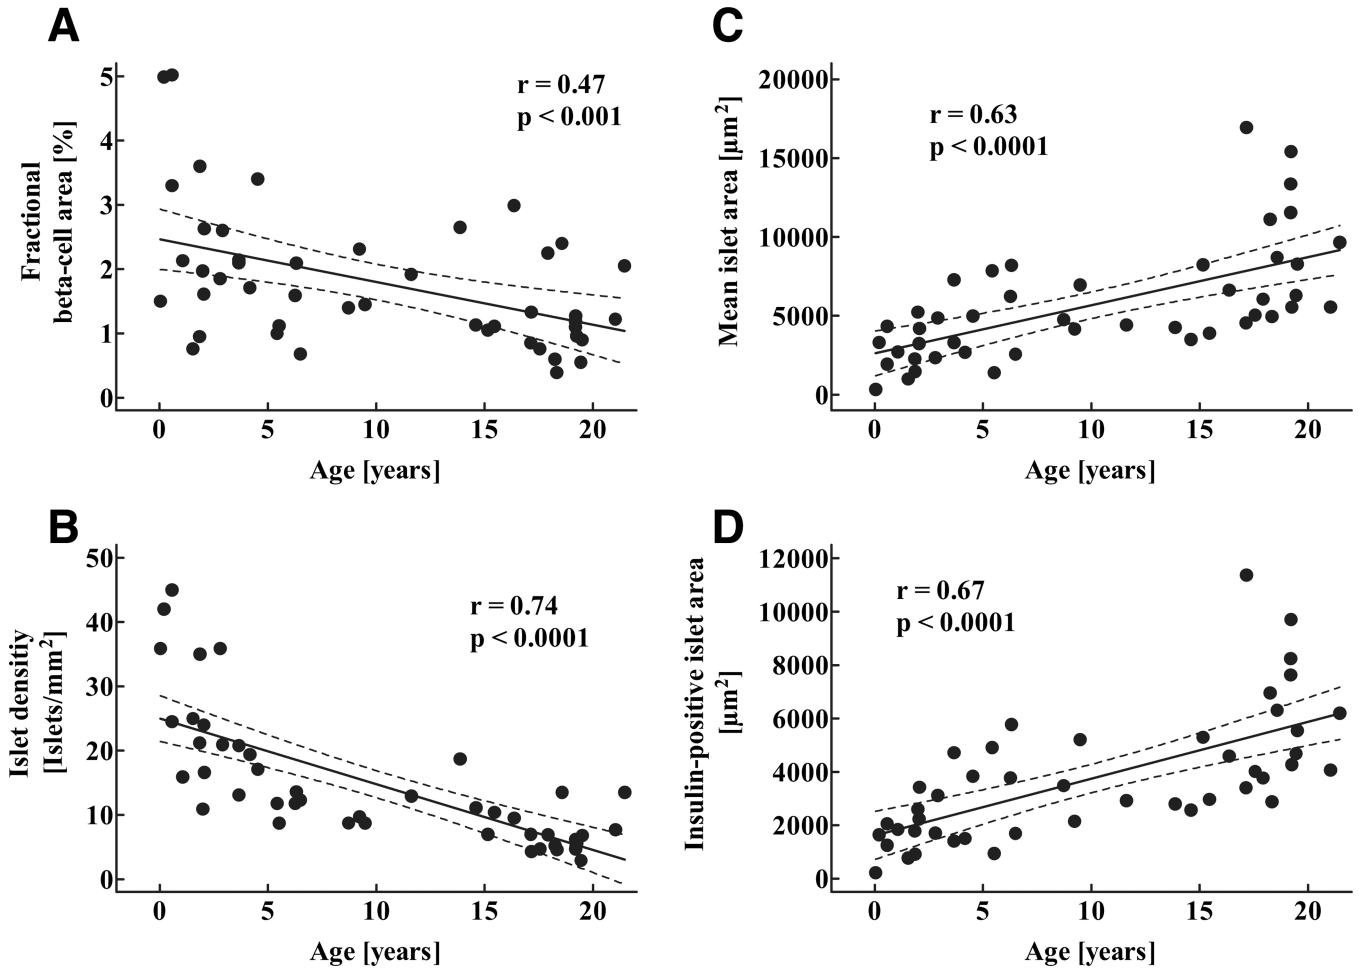 A
Fractional
beta-cell area [%]
5
4
3
2
1
0
r = 0.47
p < 0.001
0 5 10 15 20
Age [years]
C
Mean islet area [µm²]
20000
15000
10000
5000
0
r = 0.63
p < 0.0001
0 5 10 15 20
Age [years]
B
Islet densitiy
[Islets/mm²]
50
40
30
20
10
0
r = 0.74
p < 0.0001
0 5 10 15 20
Age [years]
D
Insulin-positive islet area
[µm²]
12000
10000
8000
6000
4000
2000
0
r = 0.67
p < 0.0001
0 5 10 15 20
Age [years]